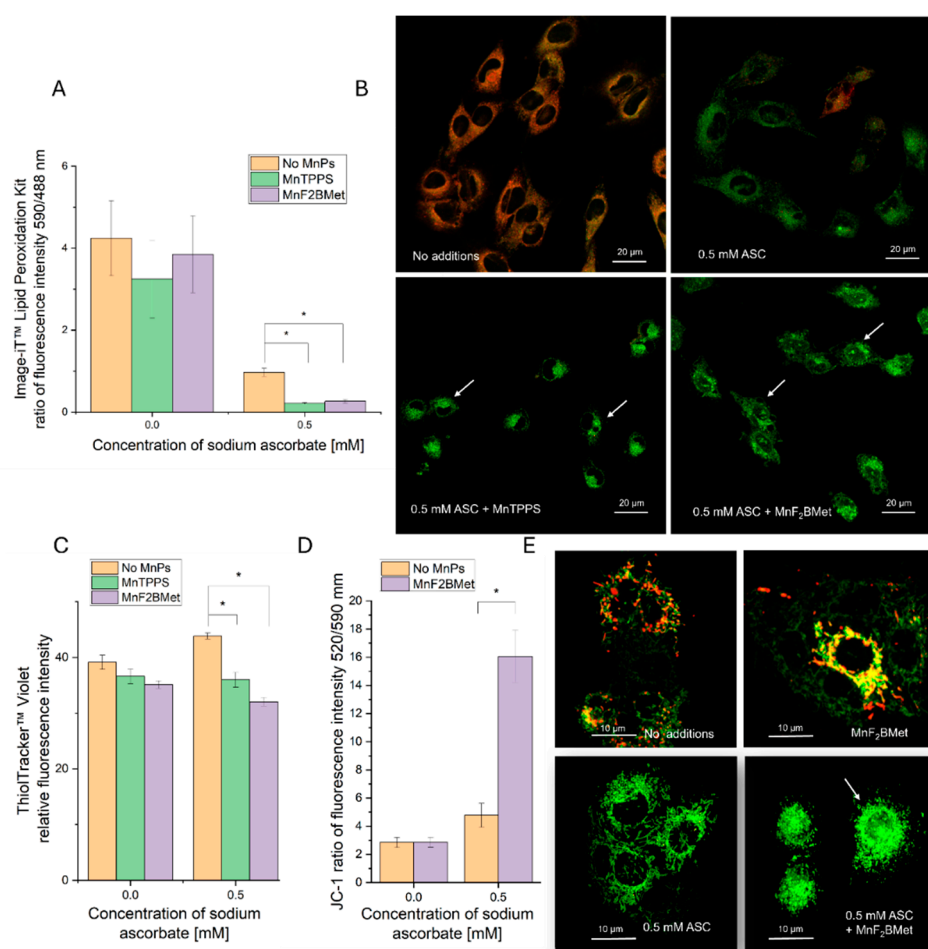 A
Image-iT™ Lipid Peroxidation Kit
ratio of fluorescence intensity 590/488 nm
6
4
2
0
No MnPs
MnTPPS
MnF2BMet
*
*
0.0
0.5
Concentration of sodium ascorbate [mM]
B
No additions
20 µm
0.5 mM ASC
20 µm
0.5 mM ASC + MnTPPS
20 µm
0.5 mM ASC + MnF₂BMet
20 µm
C
ThiolTracker™ Violet
relative fluorescence intensity
40
20
0
No MnPs
MnTPPS
MnF2BMet
*
*
0.0
0.5
Concentration of sodium
ascorbate [mM]
D
JC-1 ratio of fluorescence intensity 520/590 mm
20
18
16
14
12
10
8
6
4
2
0
No MnPs
MnF2BMet
*
0.0
0.5
Concentration of sodium
ascorbate [mM]
E
10 µm
No additions
10 µm
MnF₂BMet
10 µm
0.5 mM ASC
10 µm
0.5 mM ASC
+ MnF₂BMet